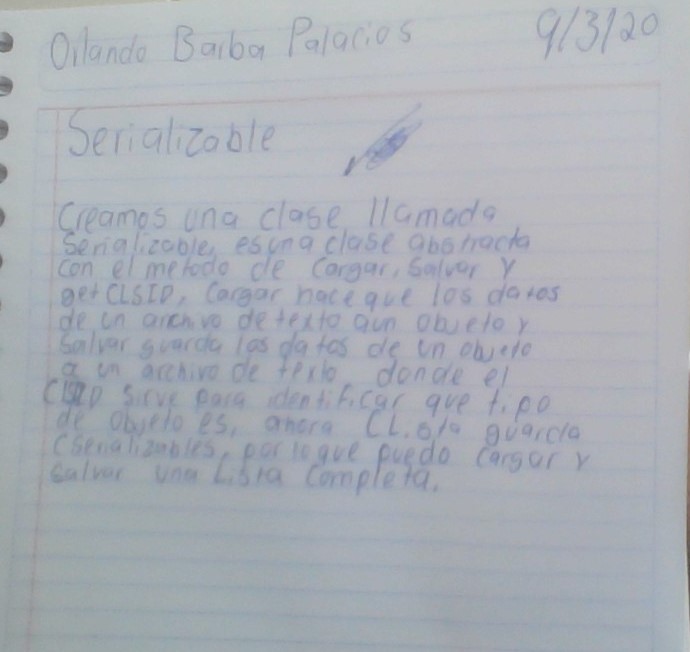 Orlando Barba Palacios 9/3/20
Serializable
Creamos una clase llamada
Serializable, es una clase abstracta
con el metodo de Cargar, Salvar y
get CLSID, Cargar hace que los datos
de un archivo de texto a un objeto y
Salvar guarda los datos de un objeto
a un archivo de texto donde el
CLSID sirve para identificar que tipo
de objeto es, ahora CLista guarda
CSerializables, por lo que puedo Cargar y
Salvar una Lista Completa.